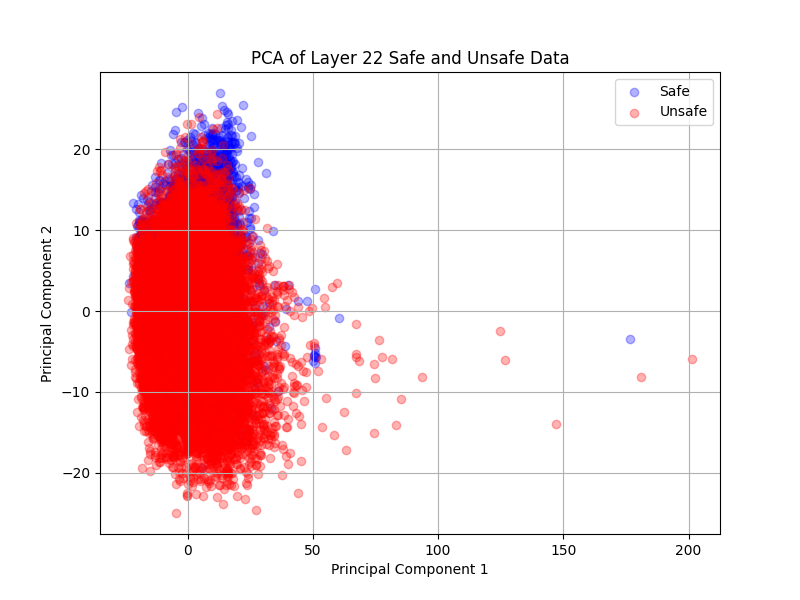 PCA of Layer 22 Safe and Unsafe Data
Safe
Unsafe
20
10
0
−10
−20
Principal Component 2
0 50 100 150 200
Principal Component 1